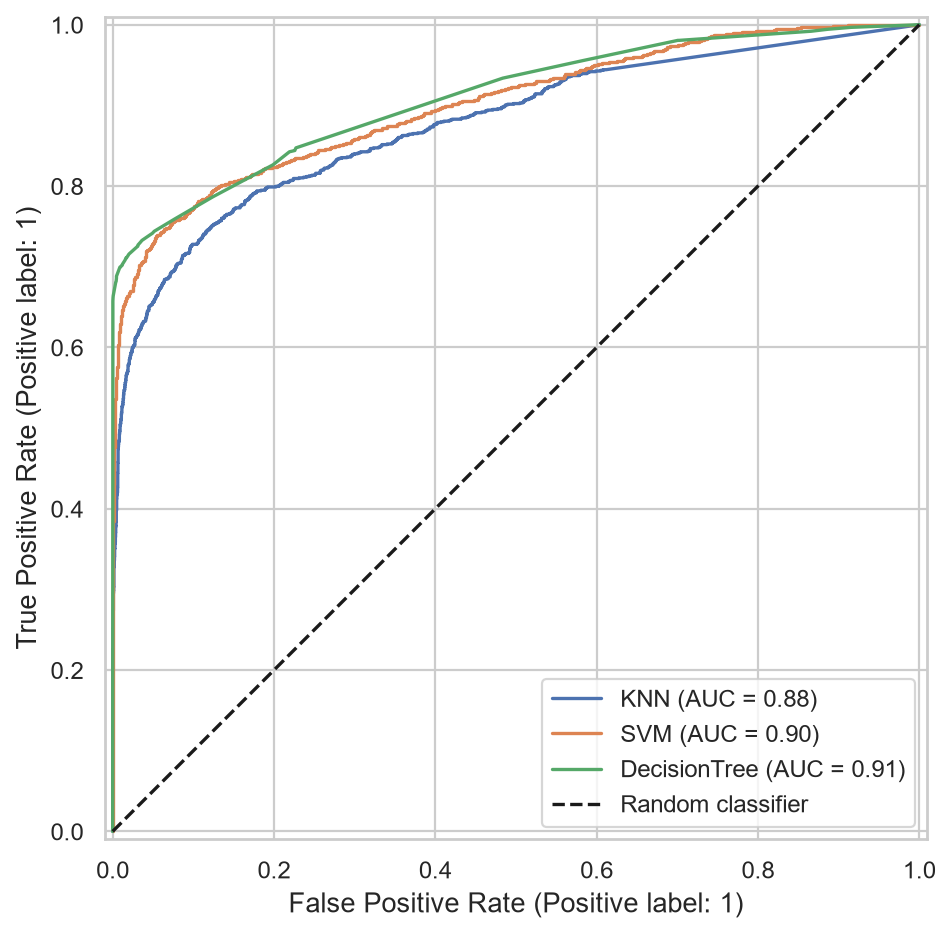 1.0
0.8
0.6
0.4
0.2
0.0
True Positive Rate (Positive label: 1)
KNN (AUC = 0.88)
SVM (AUC = 0.90)
DecisionTree (AUC = 0.91)
Random classifier
0.0 0.2 0.4 0.6 0.8 1.0
False Positive Rate (Positive label: 1)